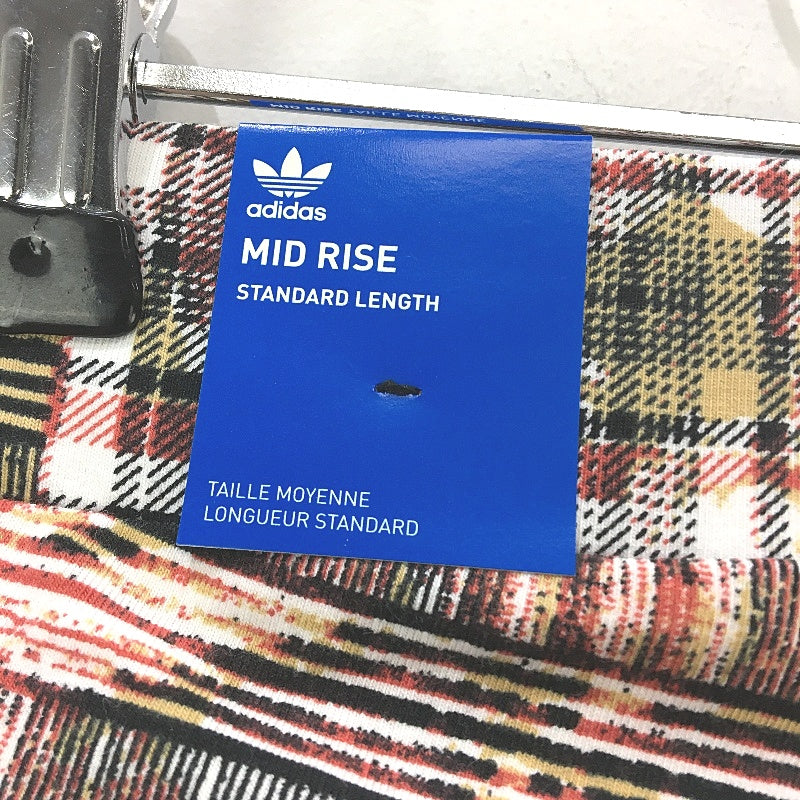 adidas
MID RISE
STANDARD LENGTH
TAILLE MOYENNE
LONGUEUR STANDARD